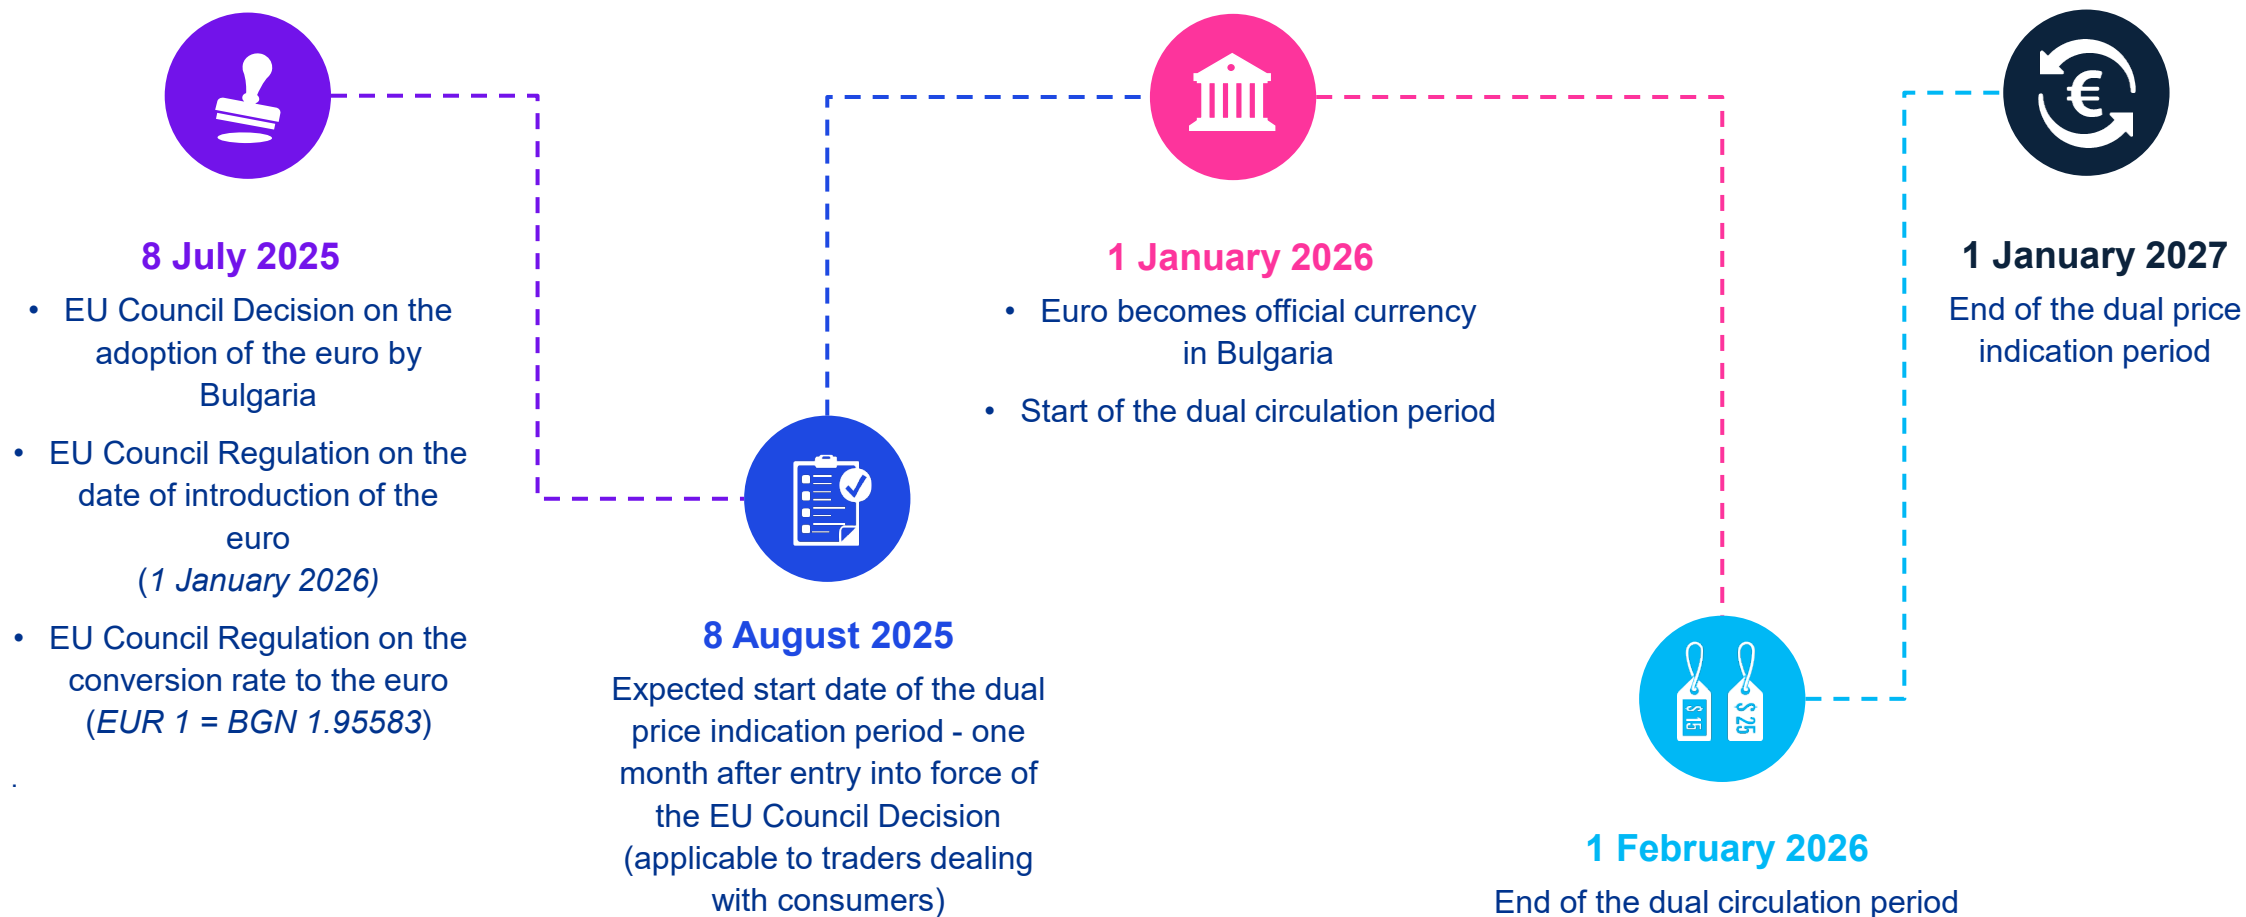 8 July 2025
• EU Council Decision on the
adoption of the euro by
Bulgaria
• EU Council Regulation on the
date of introduction of the
euro
(1 January 2026)
• EU Council Regulation on the
conversion rate to the euro
(EUR 1 = BGN 1.95583)
.
8 August 2025
Expected start date of the dual
price indication period - one
month after entry into force of
the EU Council Decision
(applicable to traders dealing
with consumers)
1 January 2026
• Euro becomes official currency
in Bulgaria
• Start of the dual circulation period
$ 15
$ 25
1 February 2026
End of the dual circulation period
€
1 January 2027
End of the dual price
indication period